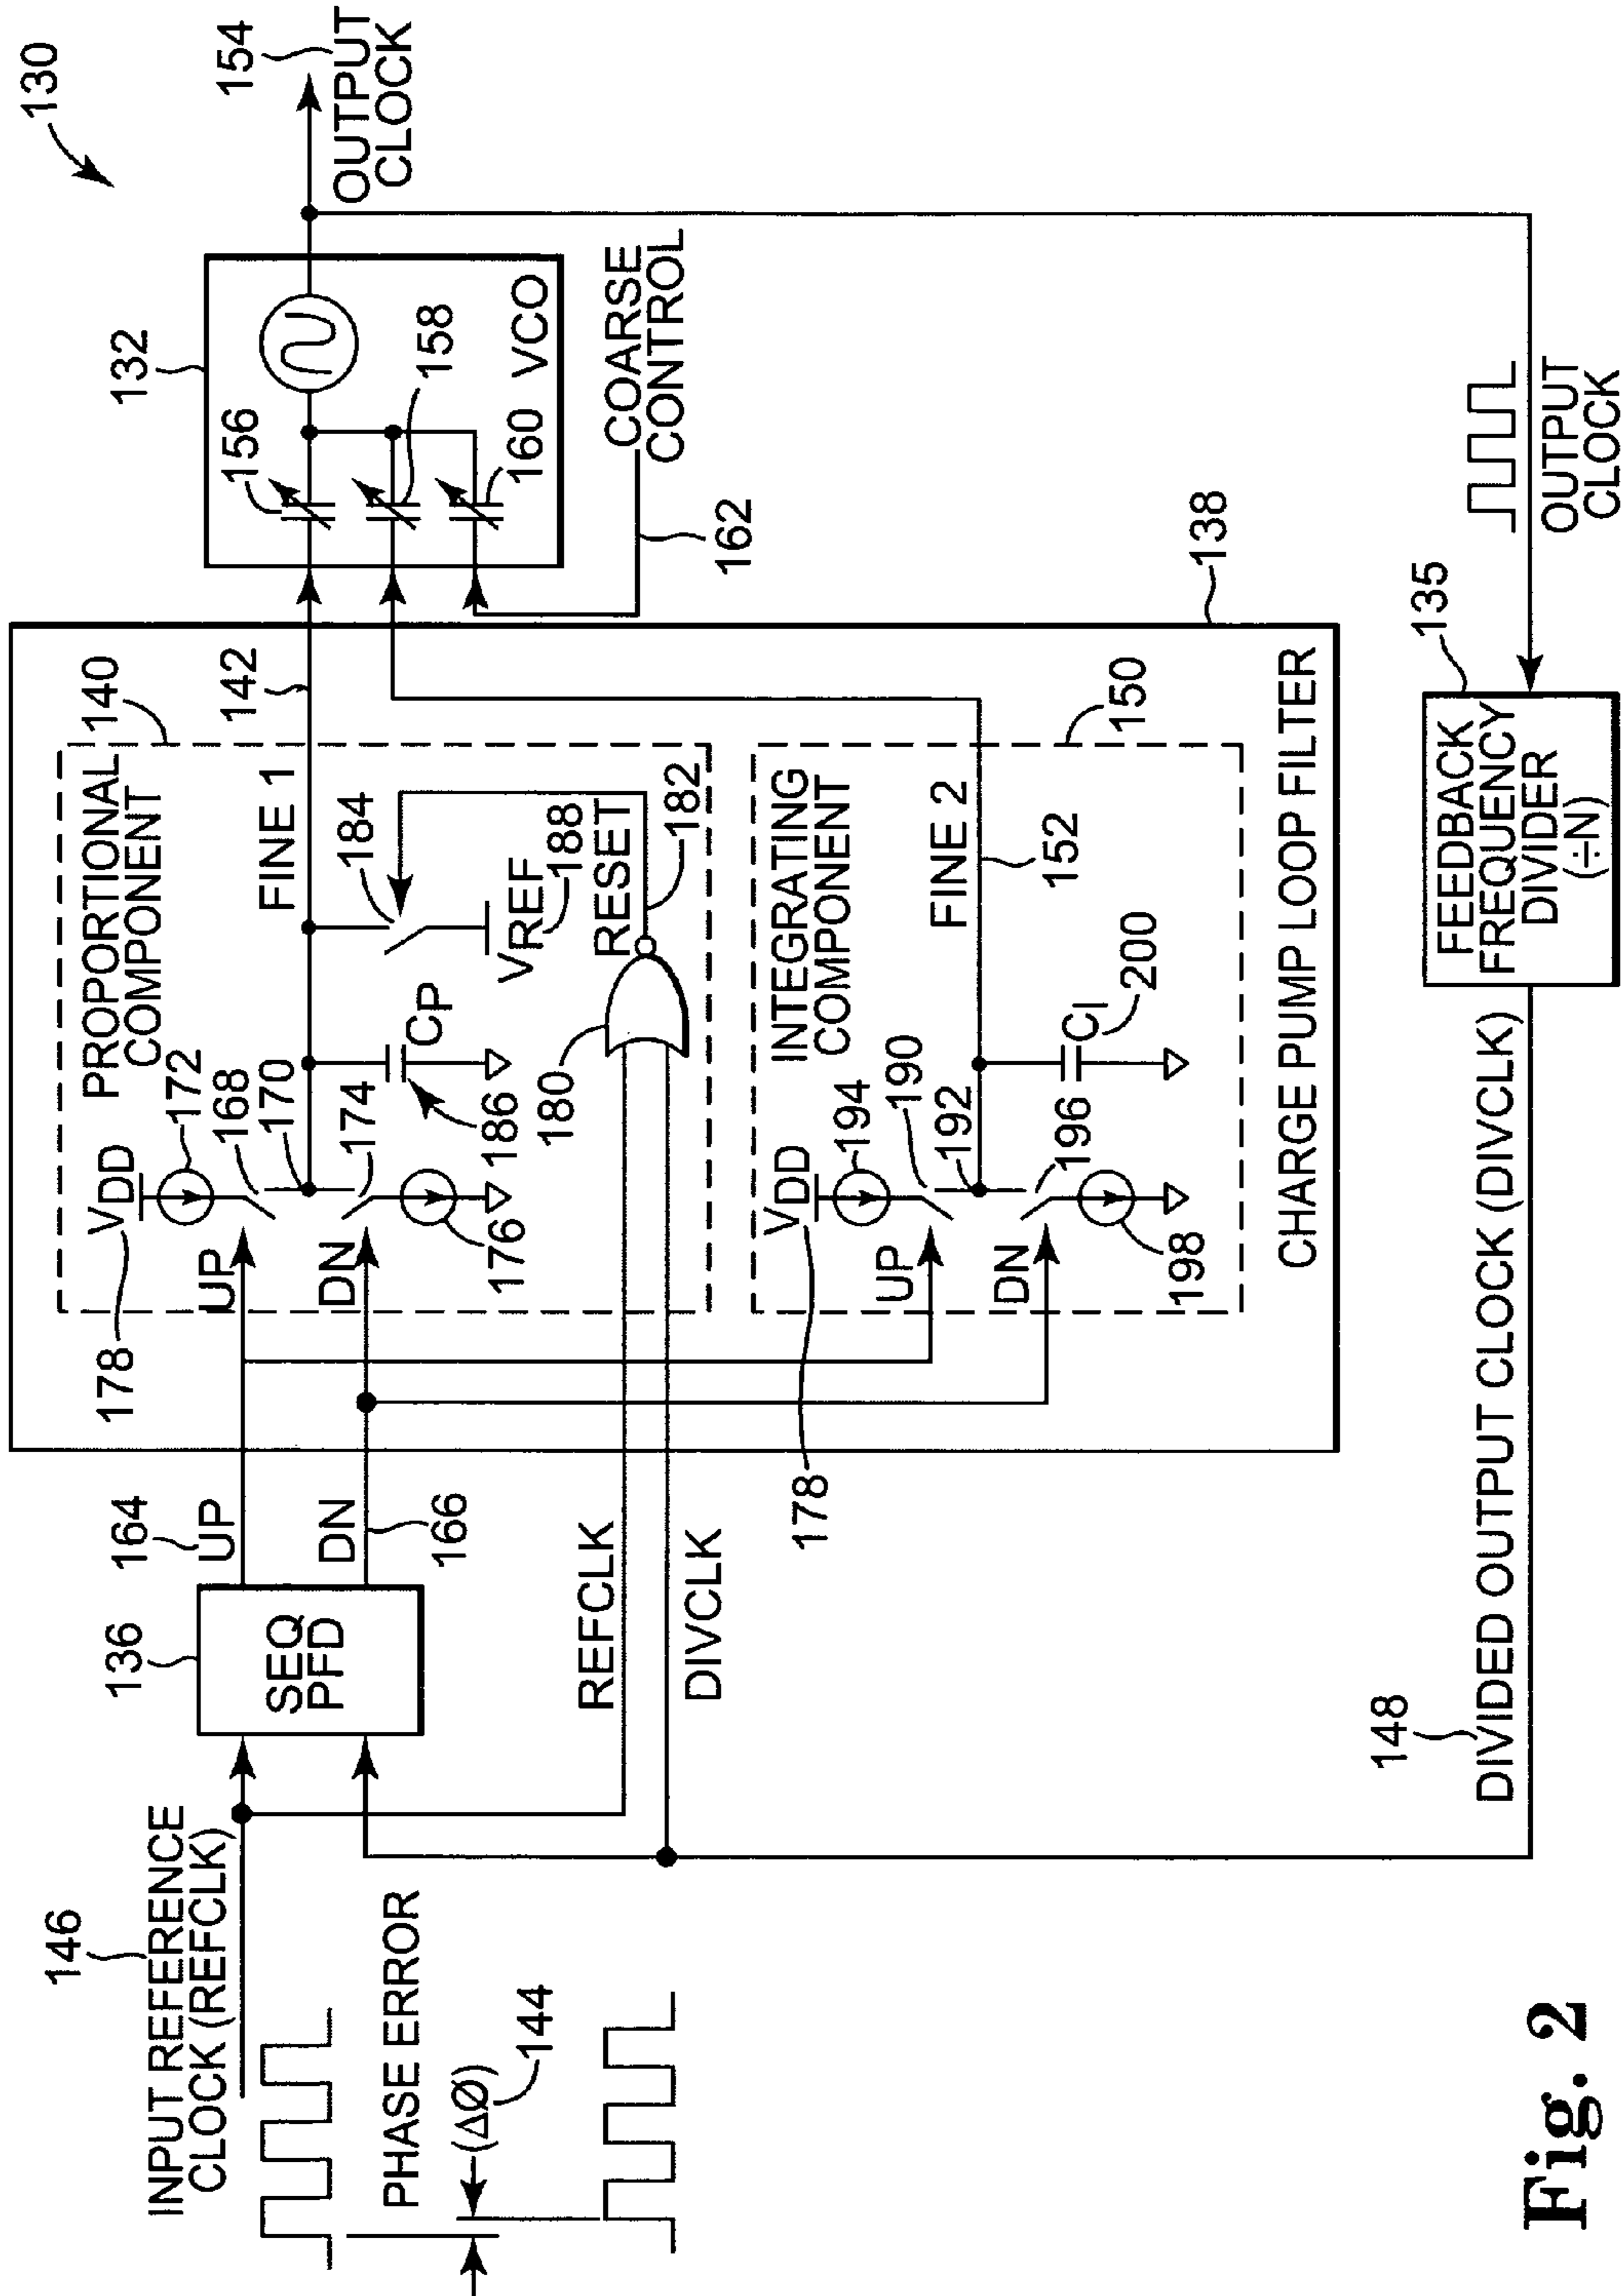 130
146
INPUT REFERENCE
CLOCK (REFCLK)
PHASE ERROR
(ΔØ)
144
136
SEQ
PFD
164
UP
DN
166
REFCLK
DIVCLK
178
VDD
172
PROPORTIONAL
COMPONENT
140
UP
168
170
DN
174
176
CP
186
FINE 1
142
184
VREF
188
180
RESET
182
178
VDD
194
INTEGRATING
COMPONENT
150
UP
190
192
DN
196
198
CI
200
FINE 2
152
CHARGE PUMP LOOP FILTER
138
132
156
158
160
VCO
162
COARSE
CONTROL
154
OUTPUT
CLOCK
OUTPUT
CLOCK
135
FEEDBACK
FREQUENCY
DIVIDER
(÷N)
148
DIVIDED OUTPUT CLOCK (DIVCLK)
Fig. 2